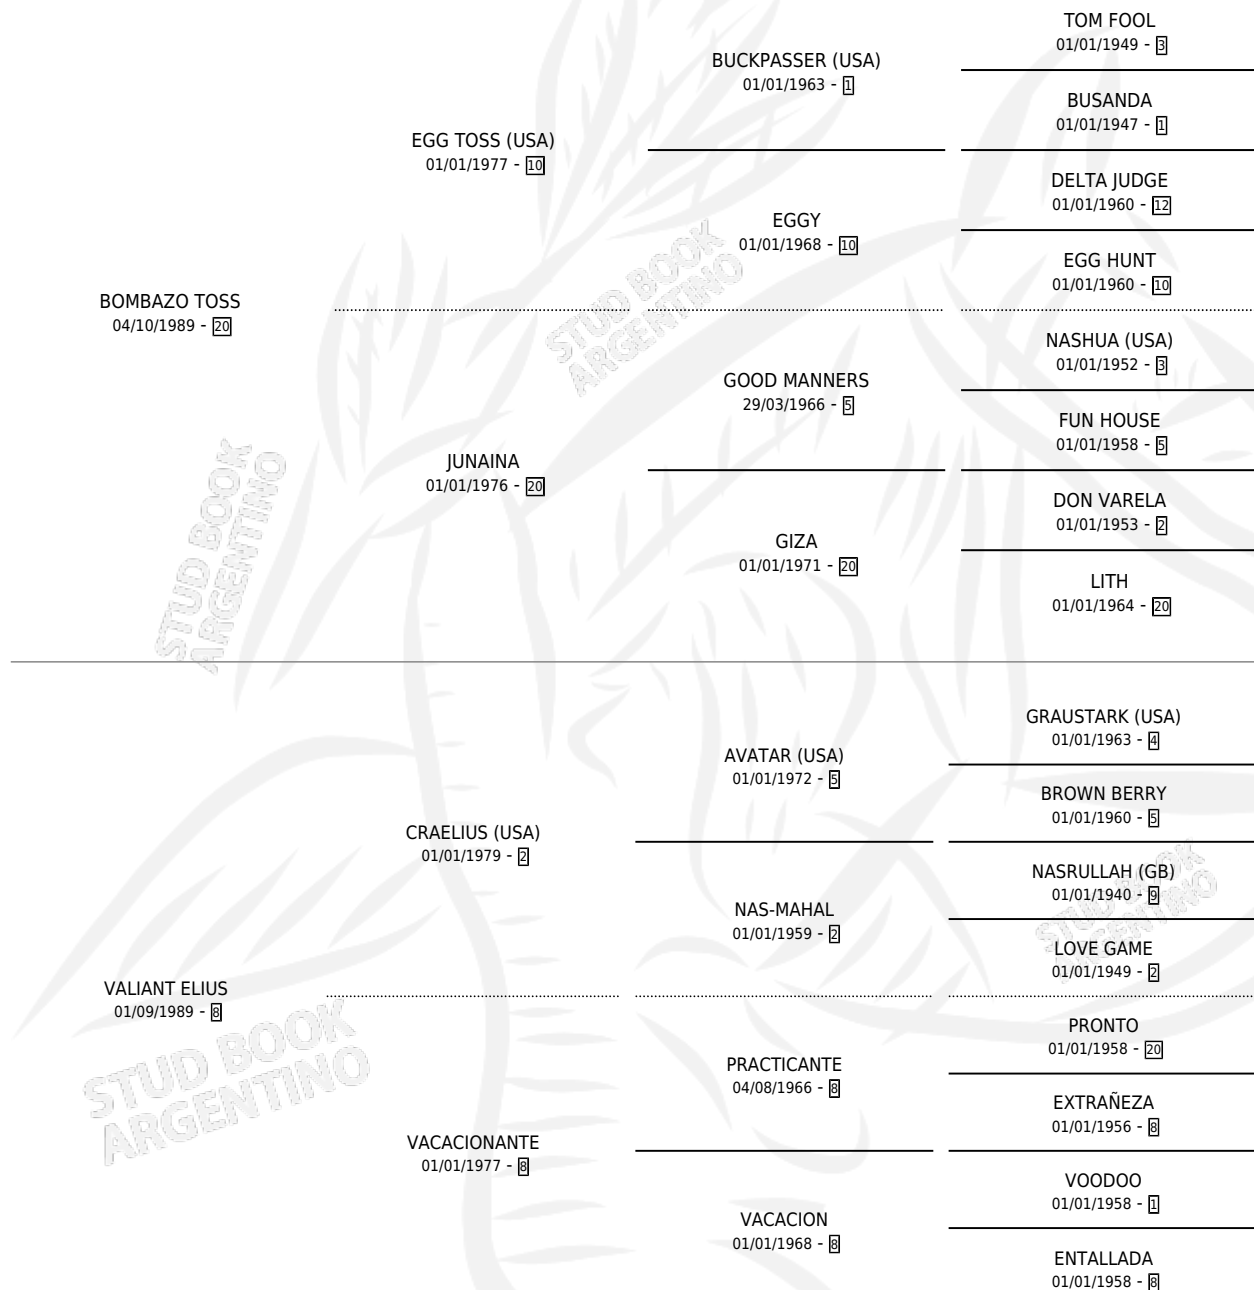 TOM FOOL
01/01/1949 - 3
BUCKPASSER (USA)
01/01/1963 - 1
BUSANDA
01/01/1947 - 1
EGG TOSS (USA)
01/01/1977 - 10
DELTA JUDGE
01/01/1960 - 12
EGGY
01/01/1968 - 10
EGG HUNT
01/01/1960 - 10
BOMBAZO TOSS
04/10/1989 - 20
STUD BOOK
ARGENTINO
NASHUA (USA)
01/01/1952 - 3
GOOD MANNERS
29/03/1966 - 5
FUN HOUSE
01/01/1958 - 5
JUNAINA
01/01/1976 - 20
DON VARELA
01/01/1953 - 2
GIZA
01/01/1971 - 20
LITH
01/01/1964 - 20
STUD BOOK
ARGENTINO
GRAUSTARK (USA)
01/01/1963 - 4
AVATAR (USA)
01/01/1972 - 5
BROWN BERRY
01/01/1960 - 5
CRAELIUS (USA)
01/01/1979 - 2
NASRULLAH (GB)
01/01/1940 - 9
NAS-MAHAL
01/01/1959 - 2
LOVE GAME
01/01/1949 - 2
STUD BOOK
ARGENTINO
VALIANT ELIUS
01/09/1989 - 8
PRONTO
01/01/1958 - 20
PRACTICANTE
04/08/1966 - 8
EXTRAÑEZA
01/01/1956 - 8
STUD BOOK
ARGENTINO
VACACIONANTE
01/01/1977 - 8
VOODOO
01/01/1958 - 1
VACACION
01/01/1968 - 8
ENTALLADA
01/01/1958 - 8